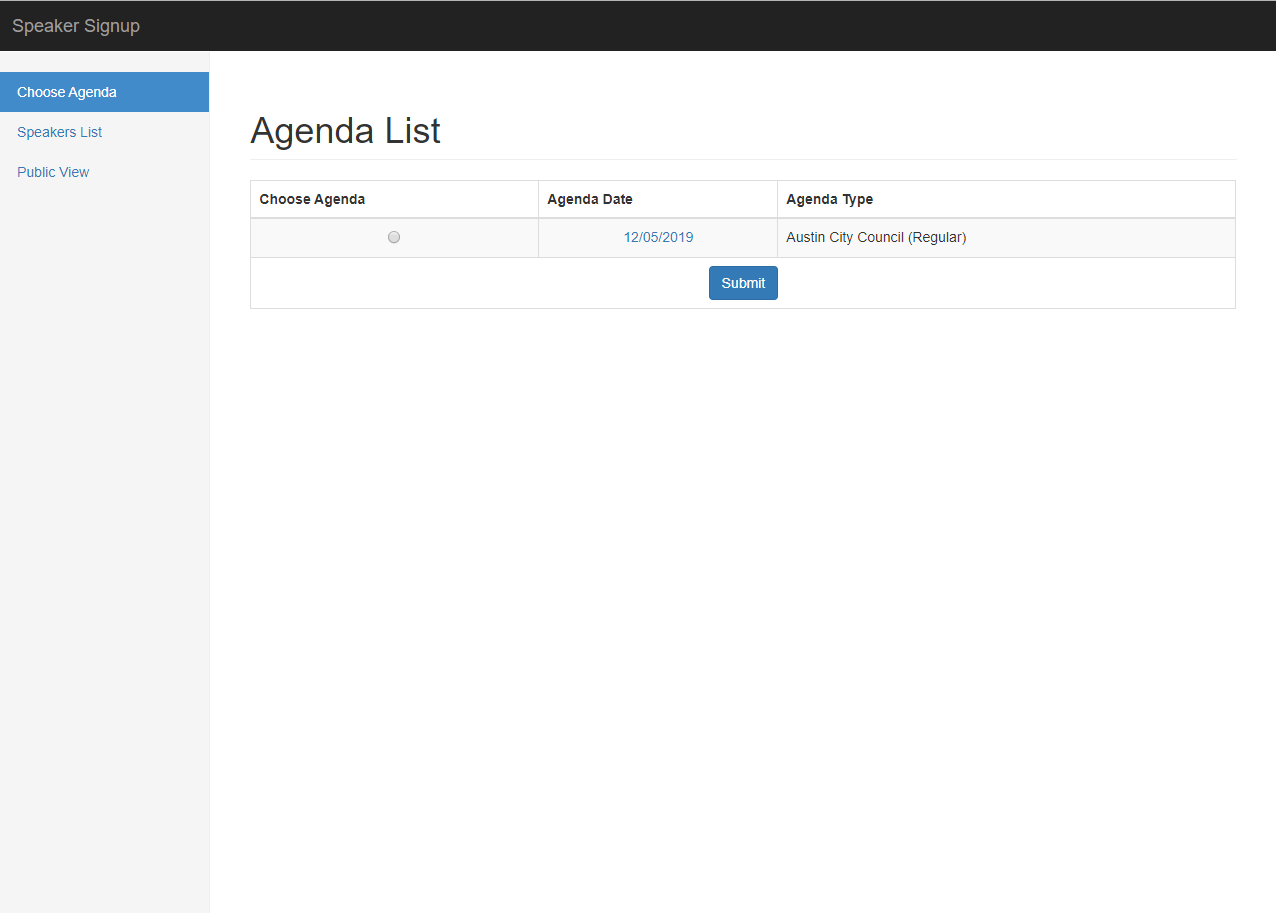 Speaker Signup
Choose Agenda
Speakers List
Public View
Agenda List
Choose Agenda Agenda Date Agenda Type
12/05/2019 Austin City Council (Regular)
Submit